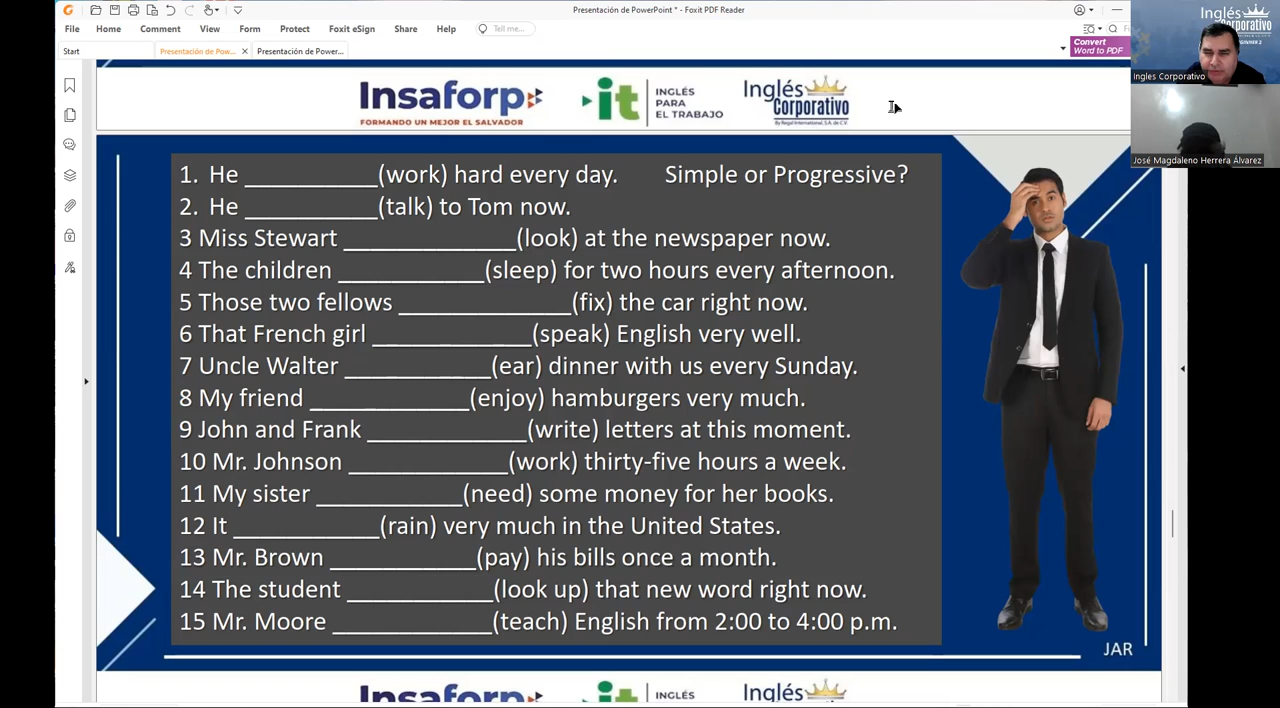 Presentación de PowerPoint * - Foxit PDF Reader
File Home Comment View Form Protect Foxit eSign Share Help Tell me...
Start Presentación de Pow... Presentación de Power...
Convert
Word to PDF
Inglés
Corporativo
Ingles Corporativo
José Magdaleno Herrera Álvarez
Insaforp
FORMANDO UN MEJOR EL SALVADOR
it INGLÉS
PARA
EL TRABAJO
Inglés
Corporativo
By Regal International, S.A. de C.V.
1. He ___________(work) hard every day. Simple or Progressive?
2. He ___________(talk) to Tom now.
3 Miss Stewart ______________(look) at the newspaper now.
4 The children ____________(sleep) for two hours every afternoon.
5 Those two fellows ______________(fix) the car right now.
6 That French girl _____________(speak) English very well.
7 Uncle Walter ____________(ear) dinner with us every Sunday.
8 My friend _____________(enjoy) hamburgers very much.
9 John and Frank _____________(write) letters at this moment.
10 Mr. Johnson _____________(work) thirty-five hours a week.
11 My sister ____________(need) some money for her books.
12 It ____________(rain) very much in the United States.
13 Mr. Brown ____________(pay) his bills once a month.
14 The student ____________(look up) that new word right now.
15 Mr. Moore _____________(teach) English from 2:00 to 4:00 p.m.
JAR
Insaforp
it INGLÉS
Inglés